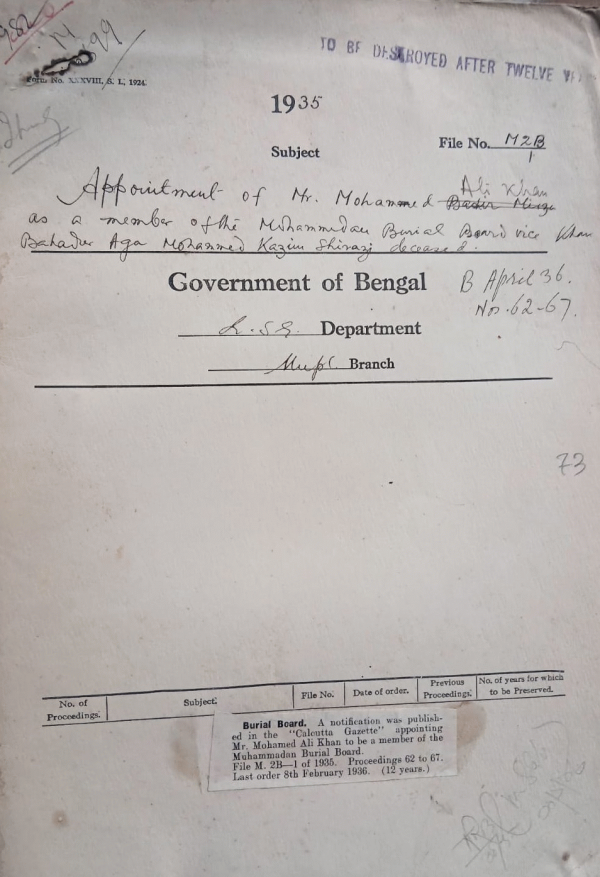 TO BE DESTROYED AFTER TWELVE
Form No. XXXVIII, S. L, 1924.
1935
Subject
File No. M2B
1
Appointment of Mr. Mohammed Ali Khan
as a member of the Mohammedan Burial Board vice Khan
Bahadur Aga Mohammed Kazim Shirazi deceased.
Government of Bengal
B April 36.
Nos. 62-67.
L.S.G. Department
Branch
73
No. of Proceedings.
Subject.
File No.
Date of order.
Previous Proceedings.
No. of years for which to be Preserved.
Burial Board. A notification was publish-
ed in the "Calcutta Gazette" appointing
Mr. Mohamed Ali Khan to be a member of the
Muhammadan Burial Board.
File M. 2B—1 of 1935. Proceedings 62 to 67.
Last order 8th February 1936. (12 years.)